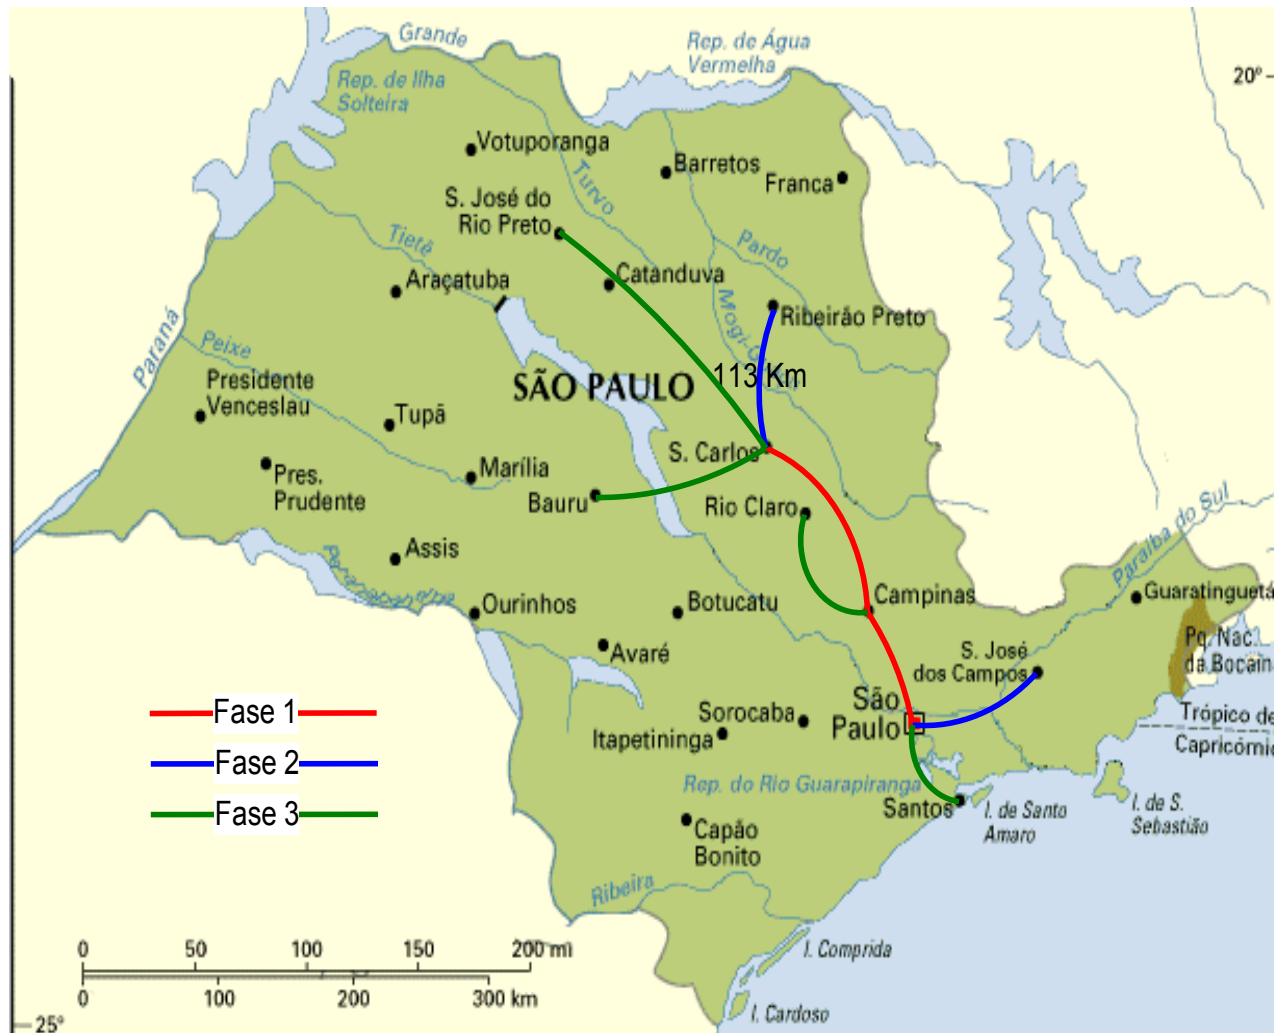 Grande
Rep. de Água
Vermelha
20°
Rep. de Ilha
Solteira
Votuporanga
Barretos
Franca
Turvo
S. José do
Rio Preto
Tietê
Pardo
Araçatuba
Catanduva
Ribeirão Preto
Paraná
Peixe
113 Km
Presidente
Venceslau
SÃO PAULO
Tupã
S. Carlos
Marília
Pres.
Prudente
Bauru
Rio Claro
Paraíba do Sul
Assis
Ourinhos
Botucatu
Campinas
Guaratinguetá
Avaré
S. José
dos Campos
Pq. Nac.
da Bocain
Fase 1
São
Paulo
Sorocaba
Itapetininga
Trópico de
Capricórnio
Fase 2
Rep. do Rio Guarapiranga
Fase 3
Santos
I. de Santo
Amaro
I. de S.
Sebastião
Capão
Bonito
Ribeira
0 50 100 150 200 mi
0 100 200 300 km
I. Comprida
I. Cardoso
25°